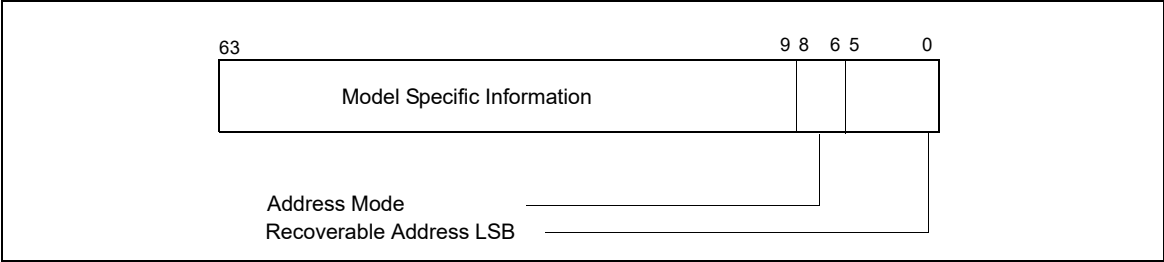 63 9 8 6 5 0
Model Specific Information
Address Mode
Recoverable Address LSB